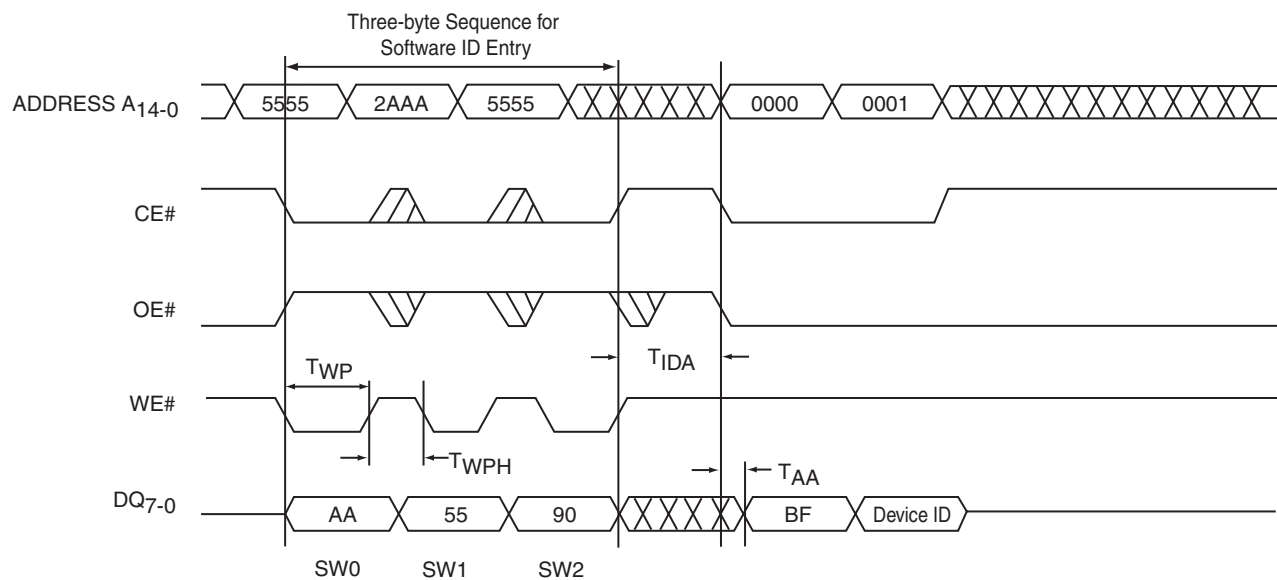 Three-byte Sequence for
Software ID Entry
ADDRESS A14-0
5555
2AAA
5555
0000
0001
CE#
OE#
TIDA
TWP
WE#
TWPH
TAA
DQ7-0
AA
55
90
BF
Device ID
SW0
SW1
SW2